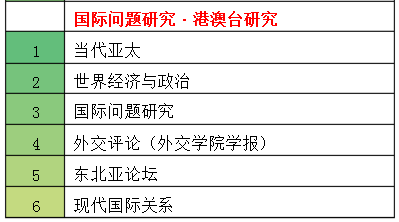 国际问题研究·港澳台研究
1 当代亚太
2 世界经济与政治
3 国际问题研究
4 外交评论（外交学院学报）
5 东北亚论坛
6 现代国际关系